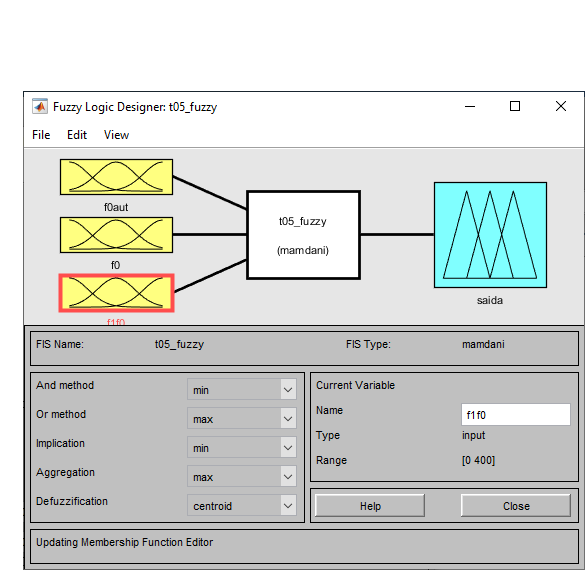 Fuzzy Logic Designer: t05_fuzzy
File Edit View
f0aut
f0
f1f0
t05_fuzzy
(mamdani)
saida
FIS Name: t05_fuzzy FIS Type: mamdani
And method min
Or method max
Implication min
Aggregation max
Defuzzification centroid
Current Variable
Name f1f0
Type input
Range [0 400]
Help Close
Updating Membership Function Editor